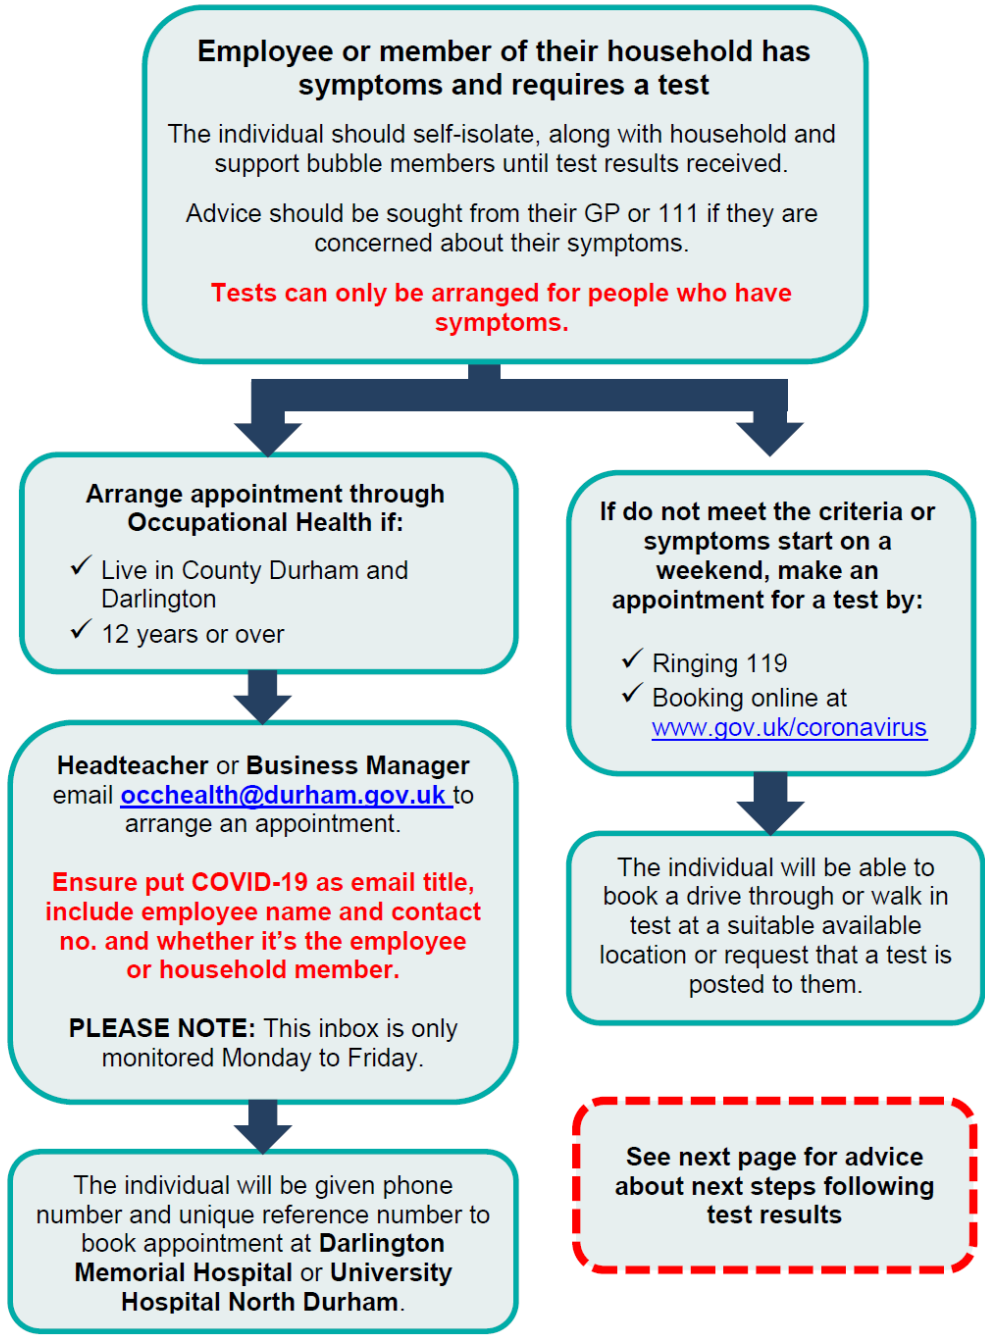 Employee or member of their household has
symptoms and requires a test
The individual should self-isolate, along with household and
support bubble members until test results received.
Advice should be sought from their GP or 111 if they are
concerned about their symptoms.
Tests can only be arranged for people who have
symptoms.
Arrange appointment through
Occupational Health if:
✓ Live in County Durham and
Darlington
✓ 12 years or over
Headteacher or Business Manager
email occhealth@durham.gov.uk to
arrange an appointment.
Ensure put COVID-19 as email title,
include employee name and contact
no. and whether it's the employee
or household member.
PLEASE NOTE: This inbox is only
monitored Monday to Friday.
The individual will be given phone
number and unique reference number to
book appointment at Darlington
Memorial Hospital or University
Hospital North Durham.
If do not meet the criteria or
symptoms start on a
weekend, make an
appointment for a test by:
✓ Ringing 119
✓ Booking online at
www.gov.uk/coronavirus
The individual will be able to
book a drive through or walk in
test at a suitable available
location or request that a test is
posted to them.
See next page for advice
about next steps following
test results